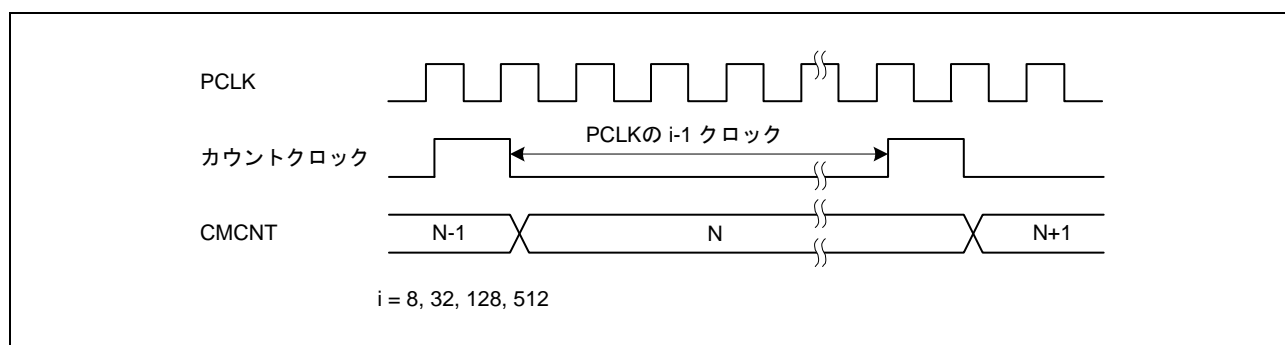 PCLK
PCLKの i-1 クロック
カウントクロック
CMCNT
N-1
N
N+1
i = 8, 32, 128, 512